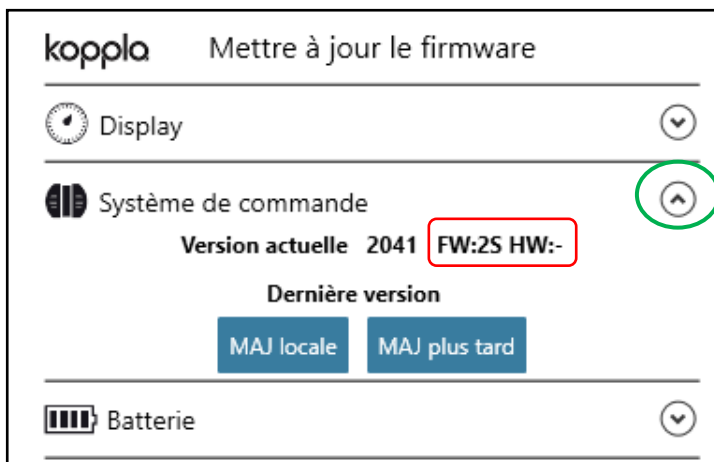 koppla Mettre à jour le firmware
Display
Système de commande
Version actuelle 2041 FW:2S HW:-
Dernière version
MAJ locale MAJ plus tard
Batterie